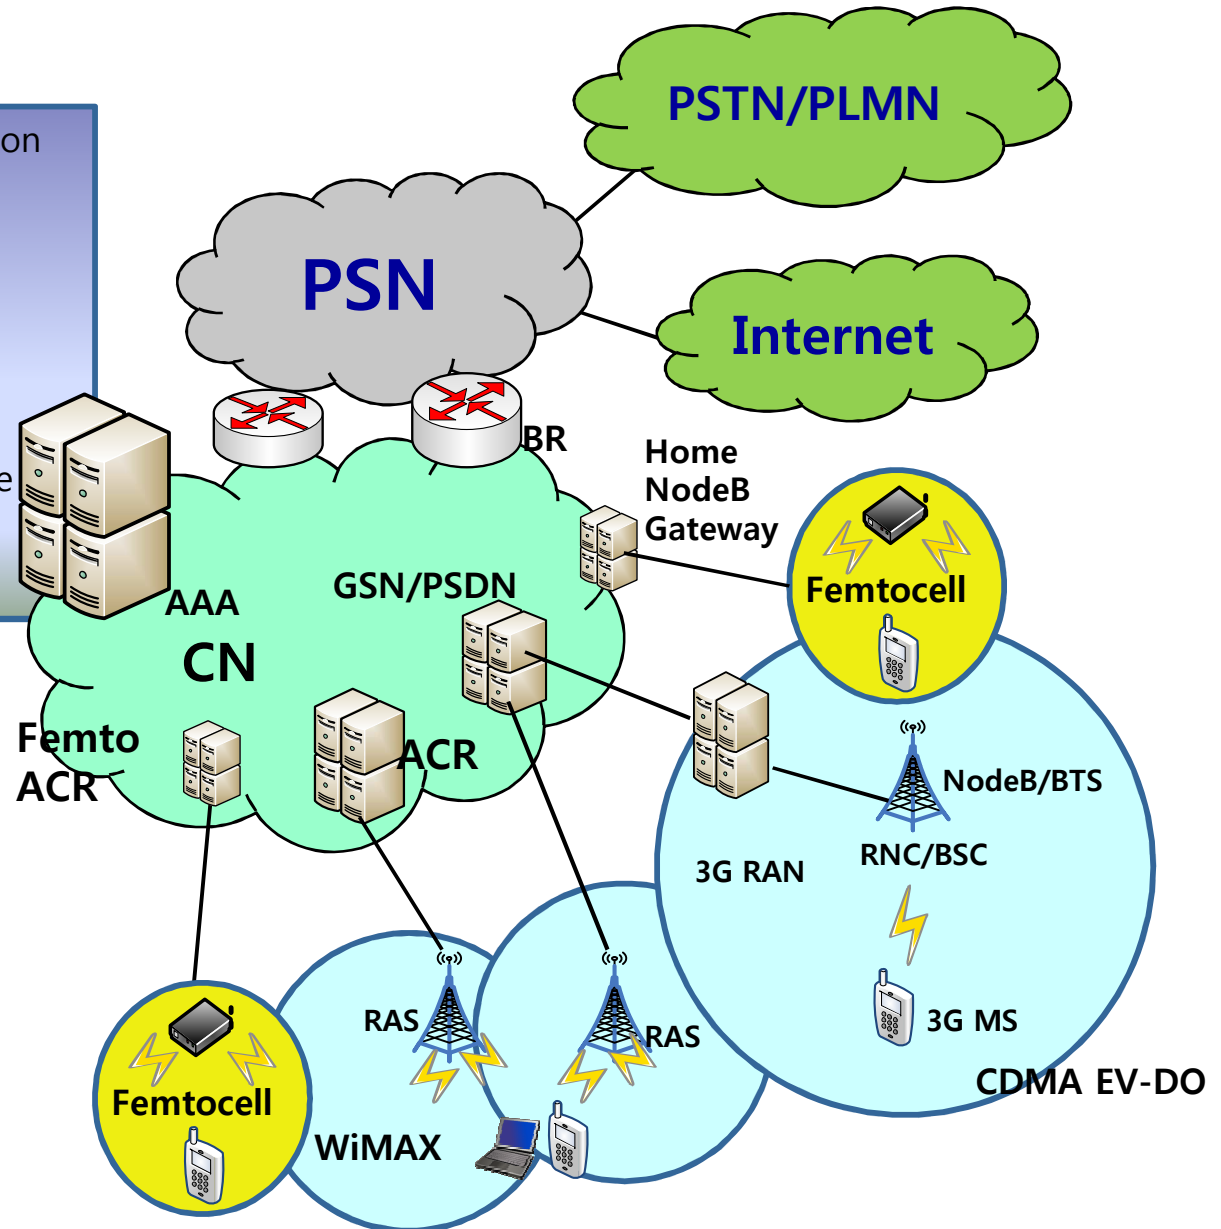 PSTN/PLMN
on
PSN
Internet
BR
Home
NodeB
Gateway
e
GSN/PSDN
Femtocell
AAA
CN
Femto
ACR
ACR
NodeB/BTS
RNC/BSC
3G RAN
RAS
RAS
3G MS
CDMA EV-DO
Femtocell
WiMAX